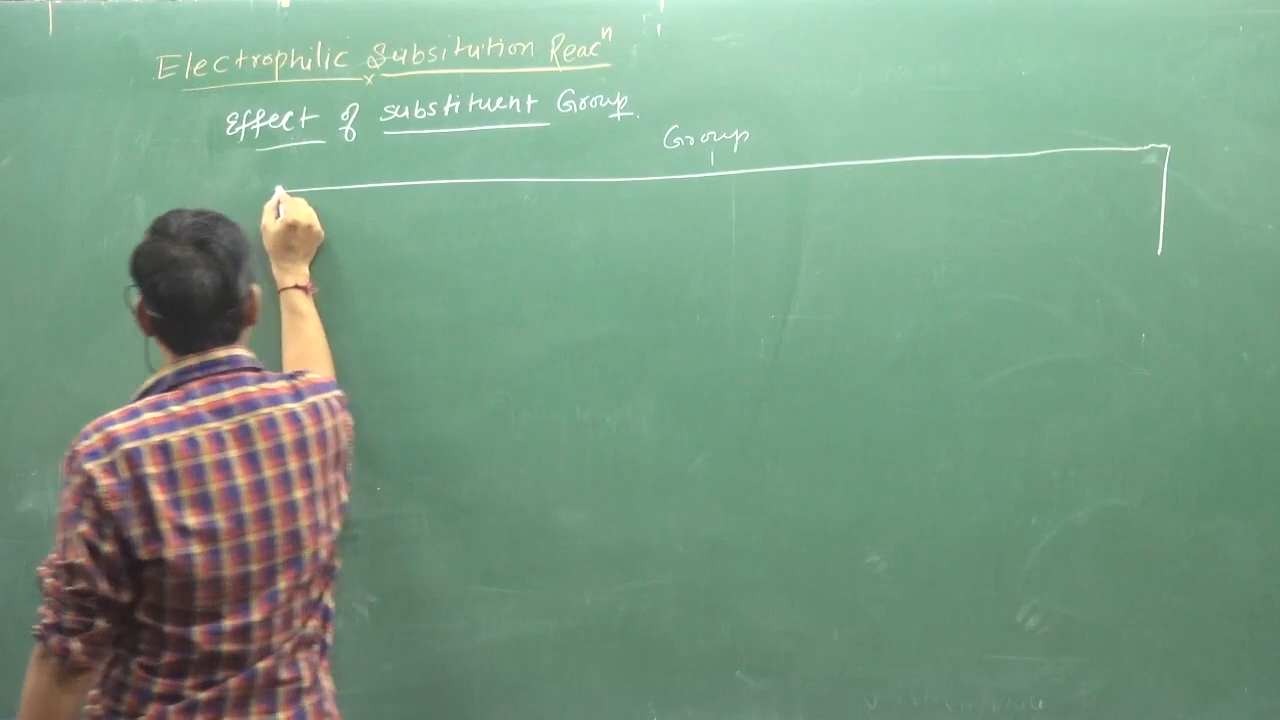 Electrophilic Subsitution Reacⁿ
Effect of substituent Group.
Group